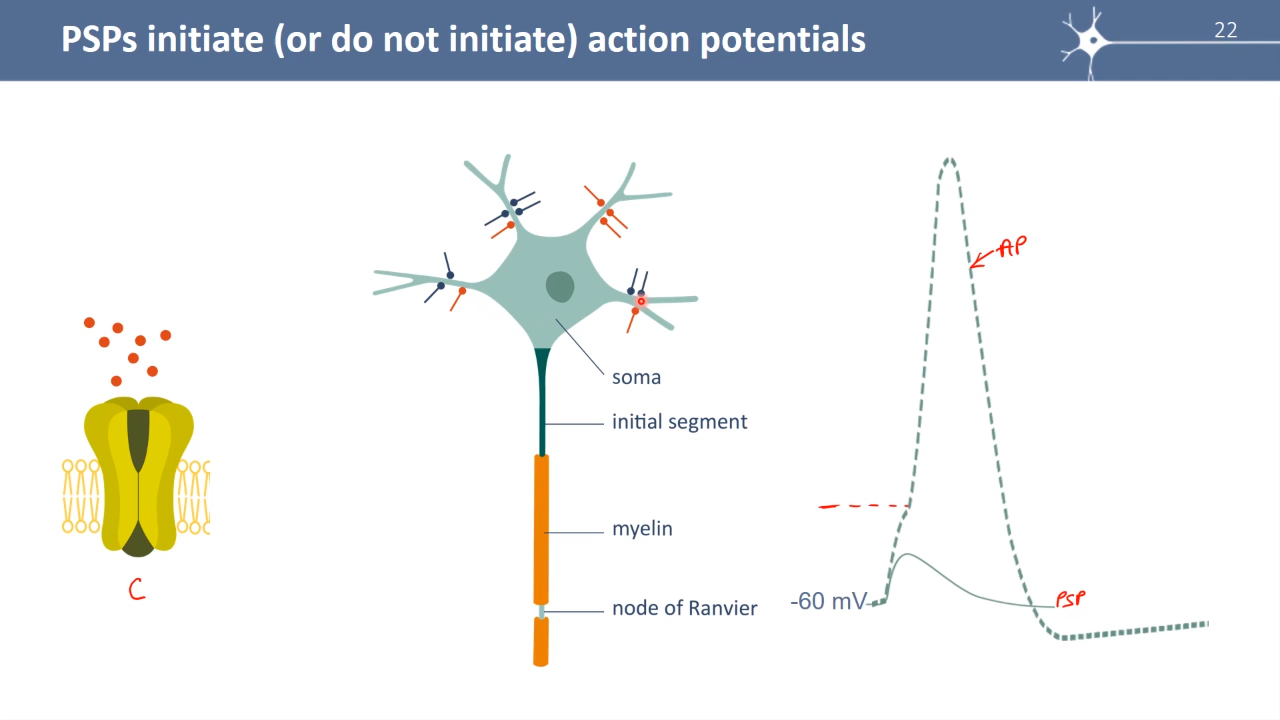 PSPs initiate (or do not initiate) action potentials
22
AP
soma
initial segment
myelin
C
node of Ranvier
-60 mV
PSP